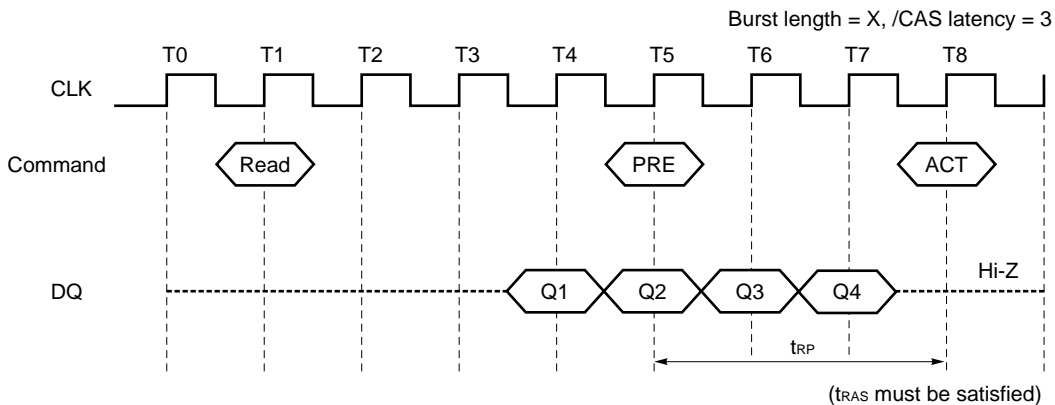 Burst length = X, /CAS latency = 3
T0 T1 T2 T3 T4 T5 T6 T7 T8
CLK
Command Read PRE ACT
Hi-Z
DQ Q1 Q2 Q3 Q4
tRP
(tRAS must be satisfied)